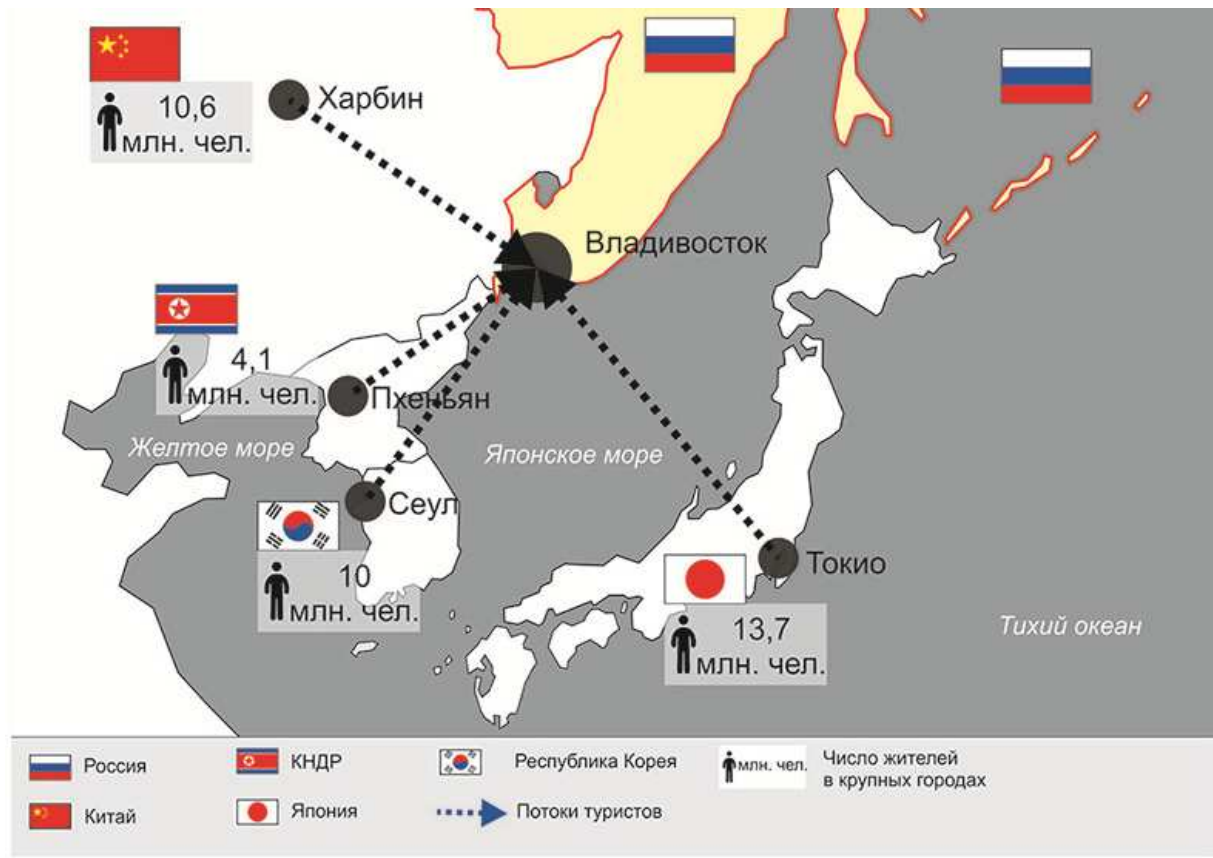 10,6
млн. чел.
Харбин
Владивосток
4,1
млн. чел.
Пхеньян
Желтое море
Японское море
Сеул
10
млн. чел.
Токио
13,7
млн. чел.
Тихий океан
Россия
КНДР
Республика Корея
млн. чел.
Число жителей
в крупных городах
Китай
Япония
Потоки туристов